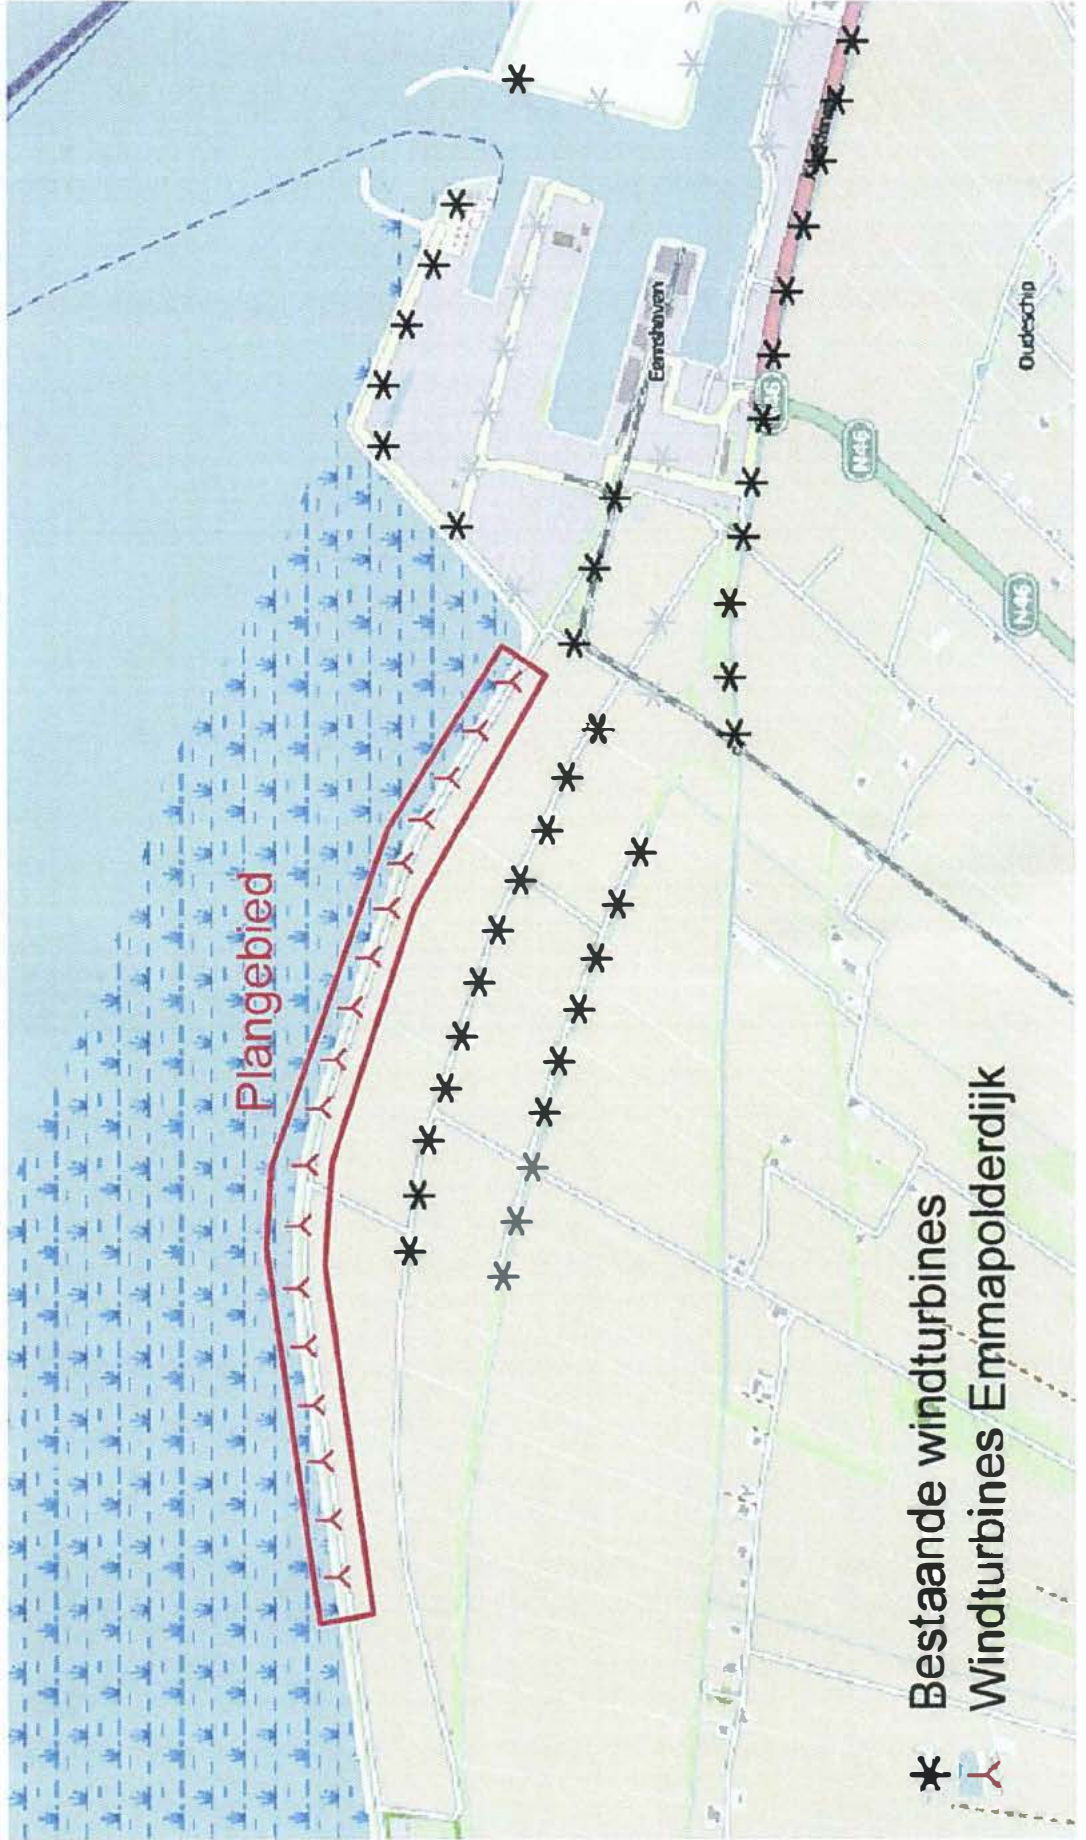 Plangebied
Eemshaven
N46
N46
Oudeschip
Bestaande windturbines
Windturbines Emmapolderdijk